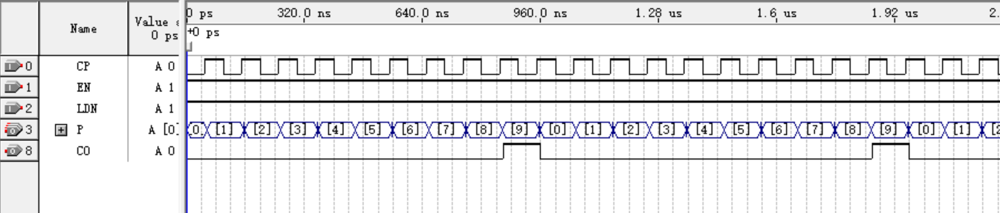 0 ps 320.0 ns 640.0 ns 960.0 ns 1.28 us 1.6 us 1.92 us 2.
Name Value a
0 ps
+0 ps
0 CP A 0
1 EN A 1
2 LDN A 1
3 + P A [0] 0 [1] [2] [3] [4] [5] [6] [7] [8] [9] [0] [1] [2] [3] [4] [5] [6] [7] [8] [9] [0] [1] [2
8 CO A 0